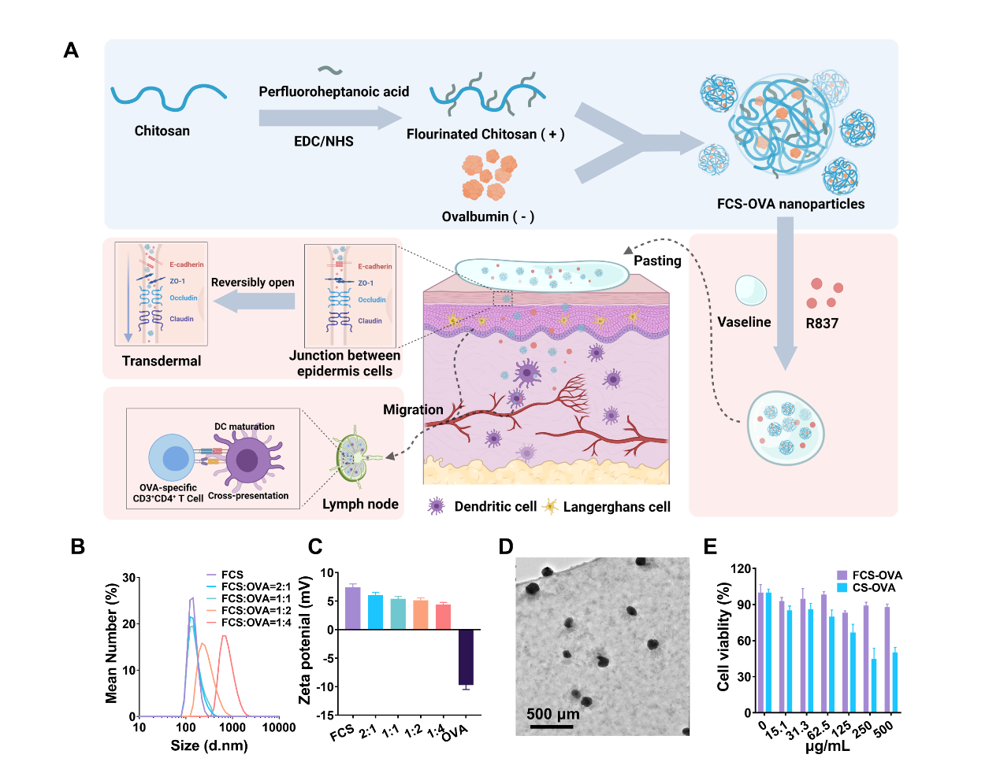 A
Perfluoroheptanoic acid
Chitosan
EDC/NHS
Flourinated Chitosan ( + )
Ovalbumin ( - )
FCS-OVA nanoparticles
E-cadherin
ZO-1
Occludin
Claudin
Transdermal
Reversibly open
E-cadherin
ZO-1
Occludin
Claudin
Junction between
epidermis cells
Pasting
Vaseline
R837
Migration
DC maturation
OVA-specific
CD3⁺CD4⁺ T Cell
Cross-presentation
Lymph node
Dendritic cell
Langerghans cell
B
Mean Number (%)
30
20
10
0
10
100
1000
10000
Size (d.nm)
FCS
FCS:OVA=2:1
FCS:OVA=1:1
FCS:OVA=1:2
FCS:OVA=1:4
C
Zeta potenial (mV)
10
5
0
-5
-10
-15
FCS
2:1
1:1
1:2
1:4
OVA
D
500 μm
E
Cell viablity (%)
120
90
60
30
0
FCS-OVA
CS-OVA
0
15.1
31.3
62.5
125
250
500
μg/mL